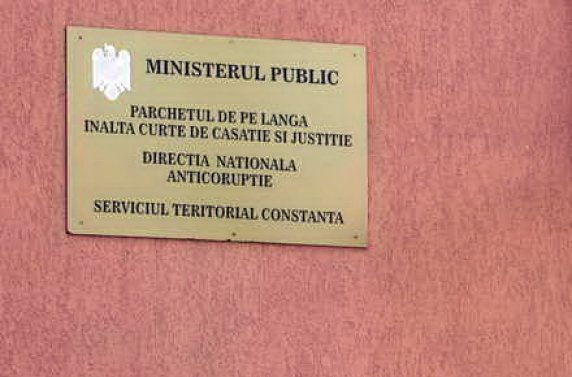 MINISTERUL PUBLIC
PARCHETUL DE PE LANGA
INALTA CURTE DE CASATIE SI JUSTITIE
DIRECTIA NATIONALA
ANTICORUPTIE
SERVICIUL TERITORIAL CONSTANTA